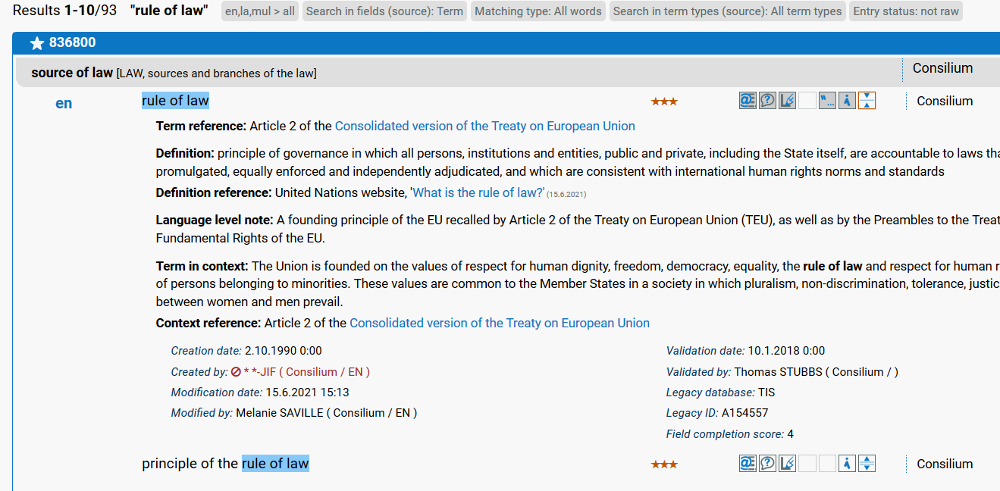 Results 1-10/93 "rule of law" en,la,mul > all Search in fields (source): Term Matching type: All words Search in term types (source): All term types Entry status: not raw
836800
source of law [LAW, sources and branches of the law] Consilium
en rule of law Consilium
Term reference: Article 2 of the Consolidated version of the Treaty on European Union
Definition: principle of governance in which all persons, institutions and entities, public and private, including the State itself, are accountable to laws
promulgated, equally enforced and independently adjudicated, and which are consistent with international human rights norms and standards
Definition reference: United Nations website, 'What is the rule of law?' (15.6.2021)
Language level note: A founding principle of the EU recalled by Article 2 of the Treaty on European Union (TEU), as well as by the Preambles to the
Fundamental Rights of the EU.
Term in context: The Union is founded on the values of respect for human dignity, freedom, democracy, equality, the rule of law and respect for human
of persons belonging to minorities. These values are common to the Member States in a society in which pluralism, non-discrimination, tolerance,
between women and men prevail.
Context reference: Article 2 of the Consolidated version of the Treaty on European Union
Creation date: 2.10.1990 0:00 Validation date: 10.1.2018 0:00
Created by: * *-JIF ( Consilium / EN ) Validated by: Thomas STUBBS ( Consilium / )
Modification date: 15.6.2021 15:13 Legacy database: TIS
Modified by: Melanie SAVILLE ( Consilium / EN ) Legacy ID: A154557
Field completion score: 4
principle of the rule of law Consilium